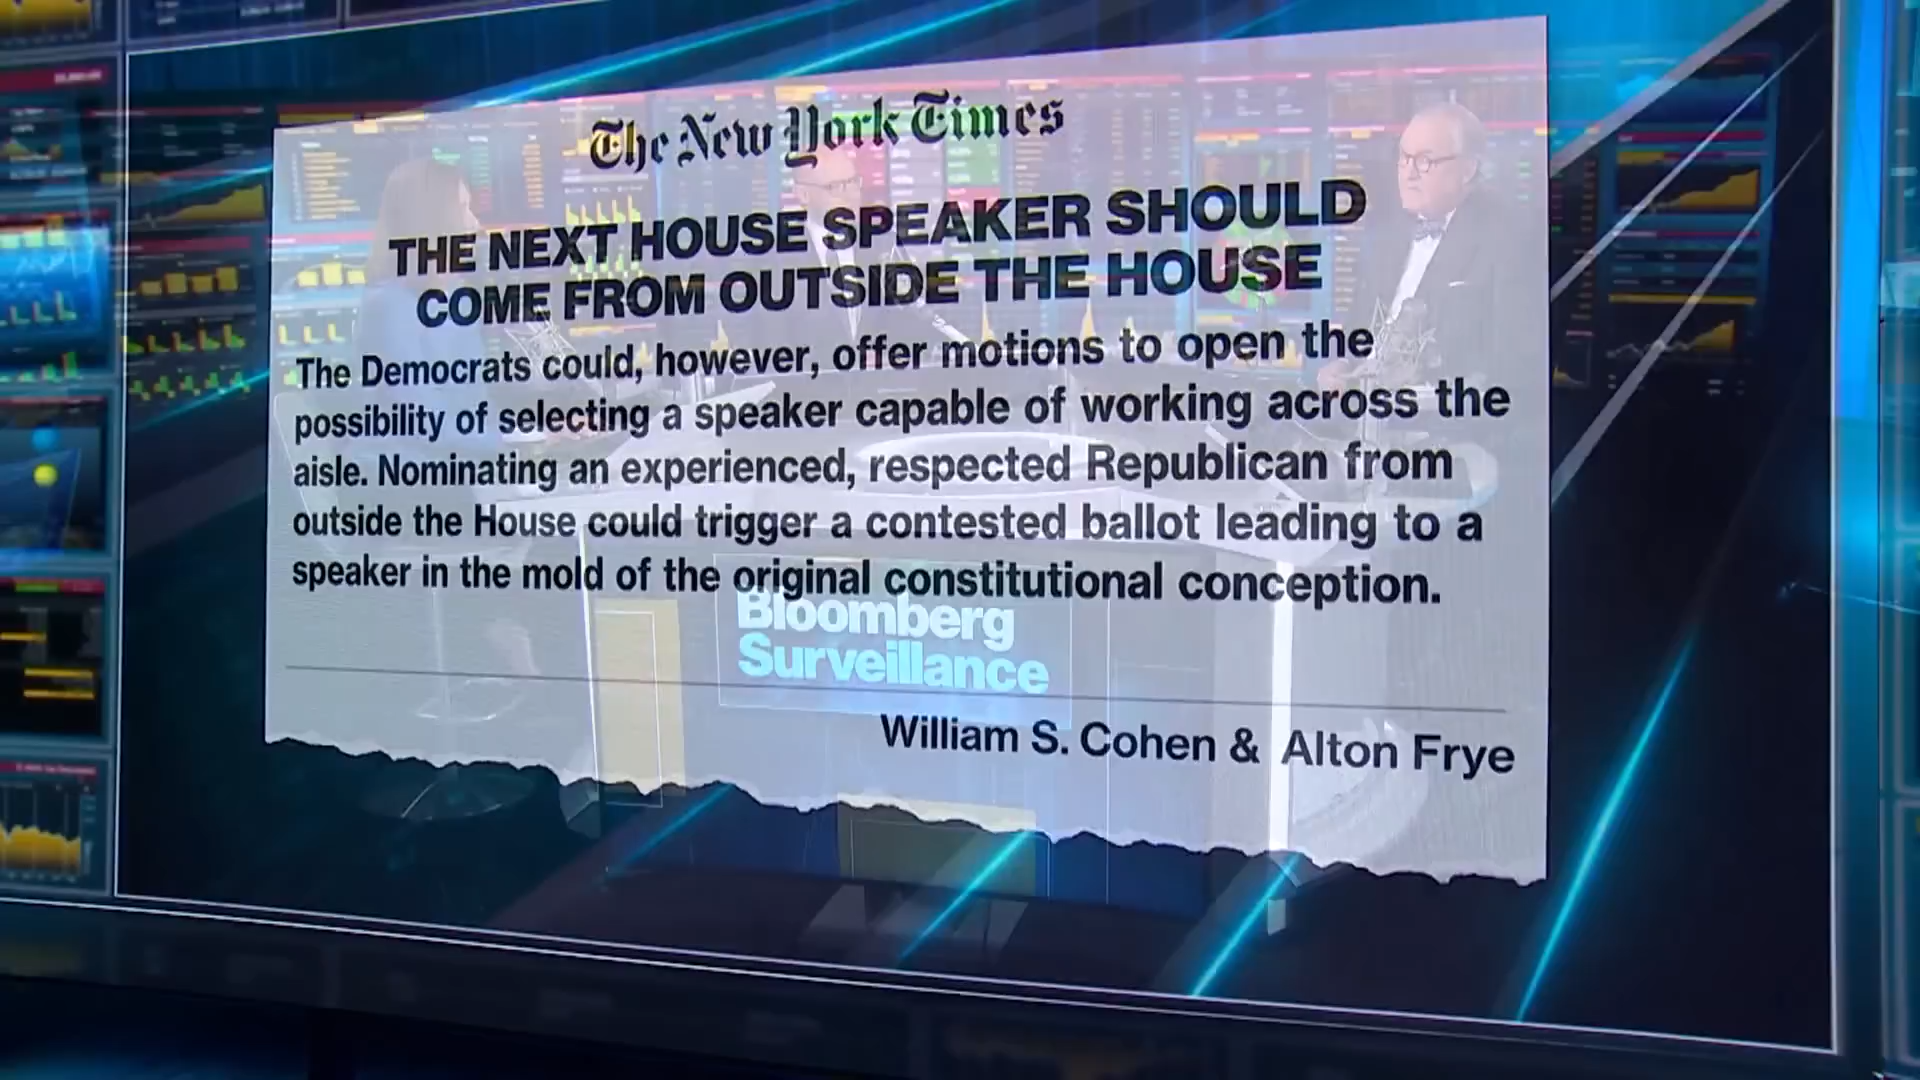 The New York Times
THE NEXT HOUSE SPEAKER SHOULD
COME FROM OUTSIDE THE HOUSE
The Democrats could, however, offer motions to open the
possibility of selecting a speaker capable of working across the
aisle. Nominating an experienced, respected Republican from
outside the House could trigger a contested ballot leading to a
speaker in the mold of the original constitutional conception.
Bloomberg
Surveillance
William S. Cohen & Alton Frye